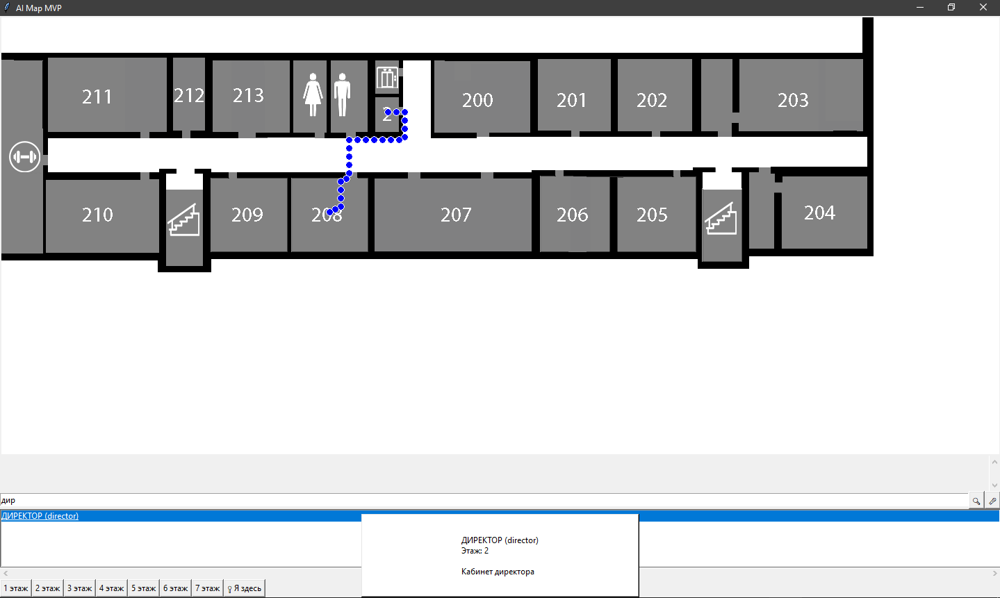 AI Map MVP
211
212
213
200
201
202
203
2
210
209
208
207
206
205
204
дир
ДИРЕКТОР (director)
ДИРЕКТОР (director)
Этаж: 2
Кабинет директора
1 этаж 2 этаж 3 этаж 4 этаж 5 этаж 6 этаж 7 этаж Я здесь